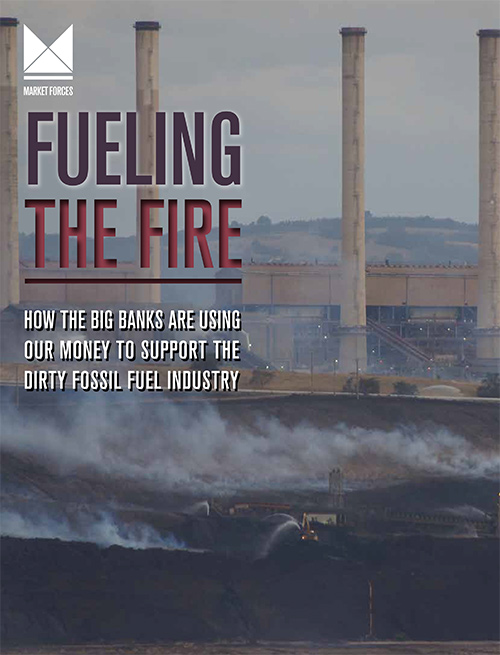 MARKET FORCES
FUELING
THE FIRE
HOW THE BIG BANKS ARE USING
OUR MONEY TO SUPPORT THE
DIRTY FOSSIL FUEL INDUSTRY